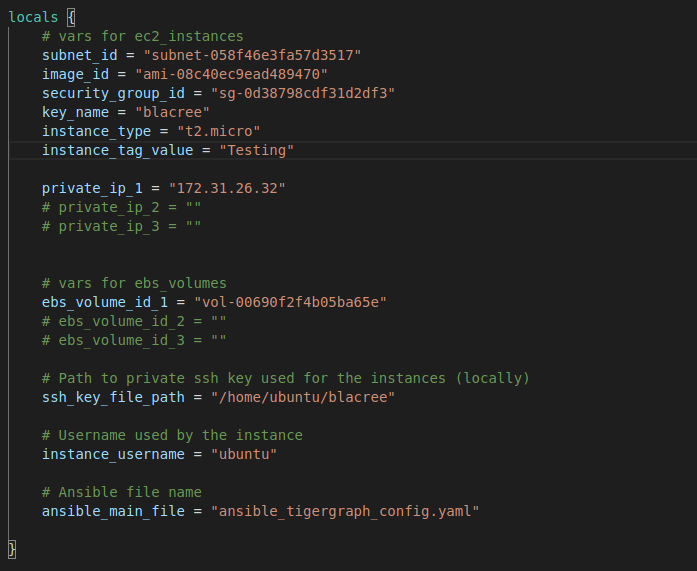 locals {
# vars for ec2_instances
subnet_id = "subnet-058f46e3fa57d3517"
image_id = "ami-08c40ec9ead489470"
security_group_id = "sg-0d38798cdf31d2df3"
key_name = "blacree"
instance_type = "t2.micro"
instance_tag_value = "Testing"
private_ip_1 = "172.31.26.32"
# private_ip_2 = ""
# private_ip_3 = ""
# vars for ebs_volumes
ebs_volume_id_1 = "vol-00690f2f4b05ba65e"
# ebs_volume_id_2 = ""
# ebs_volume_id_3 = ""
# Path to private ssh key used for the instances (locally)
ssh_key_file_path = "/home/ubuntu/blacree"
# Username used by the instance
instance_username = "ubuntu"
# Ansible file name
ansible_main_file = "ansible_tigergraph_config.yaml"
}